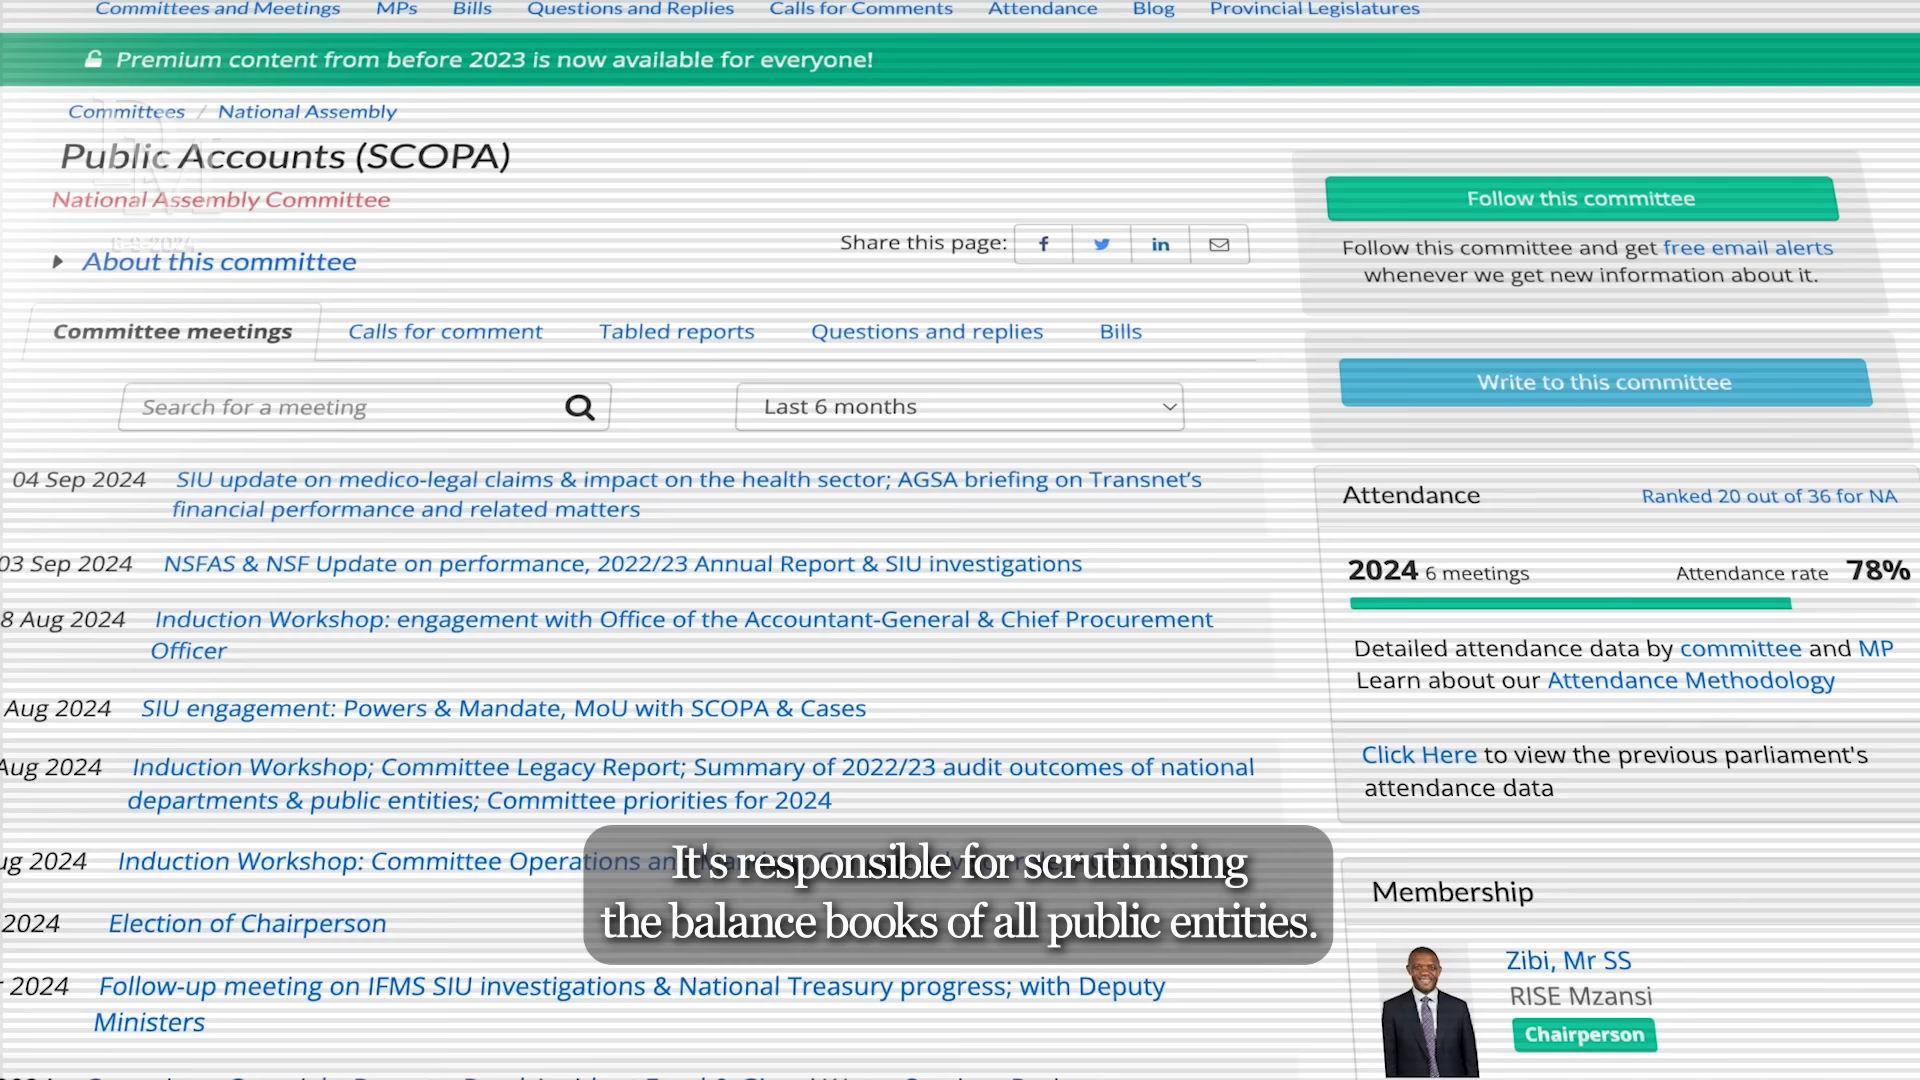 Committees and Meetings MPs Bills Questions and Replies Calls for Comments Attendance Blog Provincial Legislatures
Premium content from before 2023 is now available for everyone!
Committees / National Assembly
Public Accounts (SCOPA)
National Assembly Committee
About this committee
Share this page:
Follow this committee
Follow this committee and get free email alerts
whenever we get new information about it.
Committee meetings Calls for comment Tabled reports Questions and replies Bills
Write to this committee
Search for a meeting
Last 6 months
04 Sep 2024 SIU update on medico-legal claims & impact on the health sector; AGSA briefing on Transnet's
financial performance and related matters
03 Sep 2024 NSFAS & NSF Update on performance, 2022/23 Annual Report & SIU investigations
8 Aug 2024 Induction Workshop: engagement with Office of the Accountant-General & Chief Procurement
Officer
Aug 2024 SIU engagement: Powers & Mandate, MoU with SCOPA & Cases
Aug 2024 Induction Workshop; Committee Legacy Report; Summary of 2022/23 audit outcomes of national
departments & public entities; Committee priorities for 2024
ug 2024 Induction Workshop: Committee Operations
2024 Election of Chairperson
2024 Follow-up meeting on IFMS SIU investigations & National Treasury progress; with Deputy
Ministers
Attendance Ranked 20 out of 36 for NA
2024 6 meetings Attendance rate 78%
Detailed attendance data by committee and MP
Learn about our Attendance Methodology
Click Here to view the previous parliament's
attendance data
Membership
Zibi, Mr SS
RISE Mzansi
Chairperson
It's responsible for scrutinising
the balance books of all public entities.